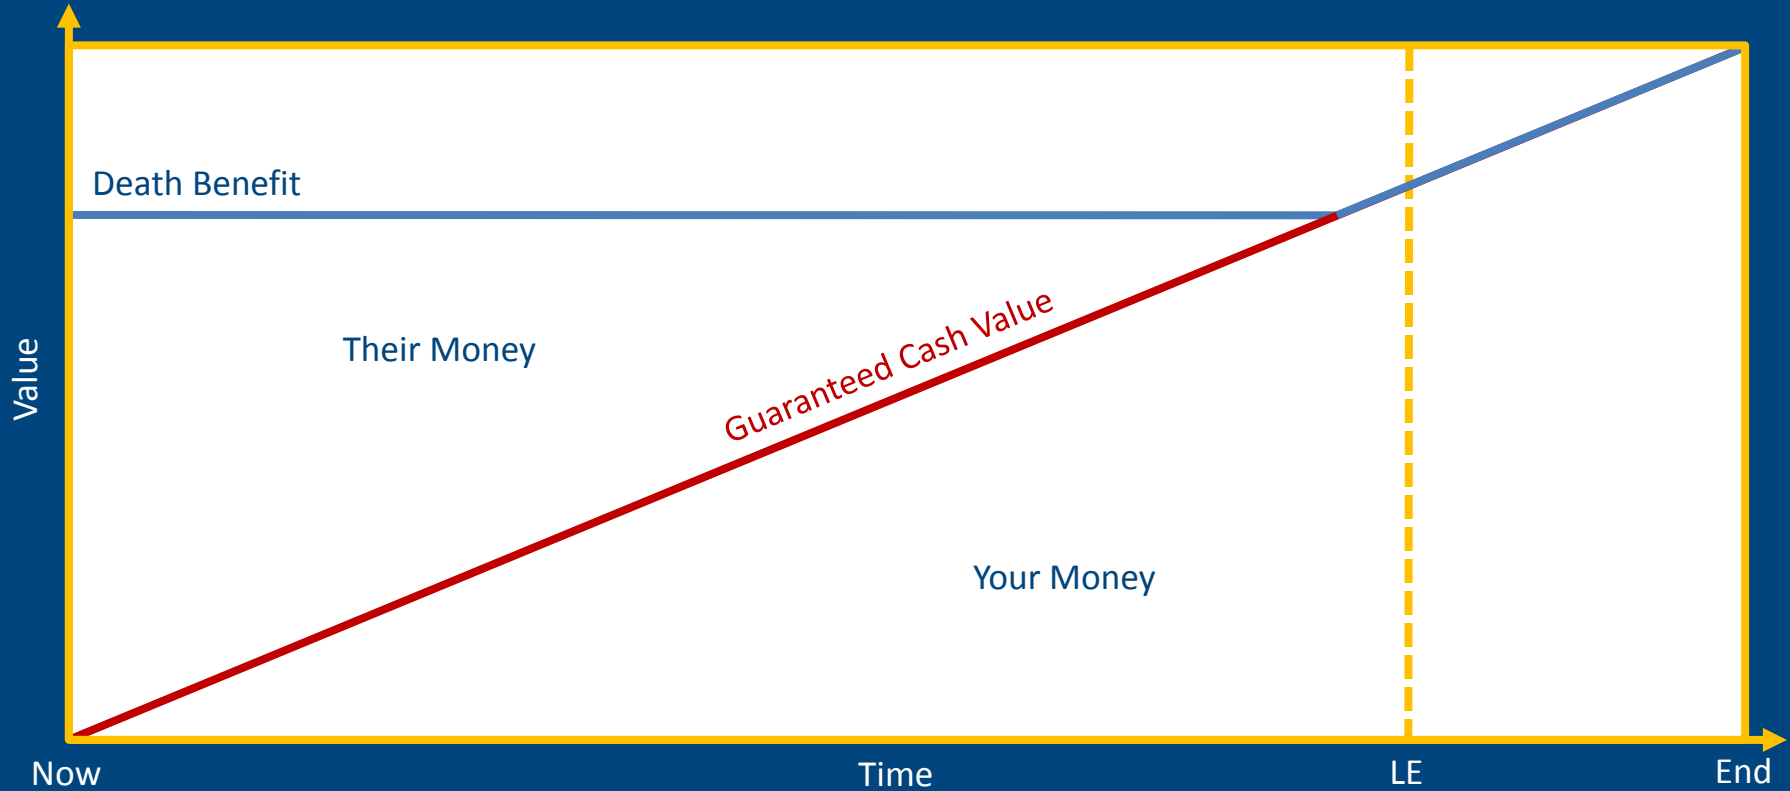 Death Benefit
Their Money
Guaranteed Cash Value
Value
Your Money
Now
Time
LE
End